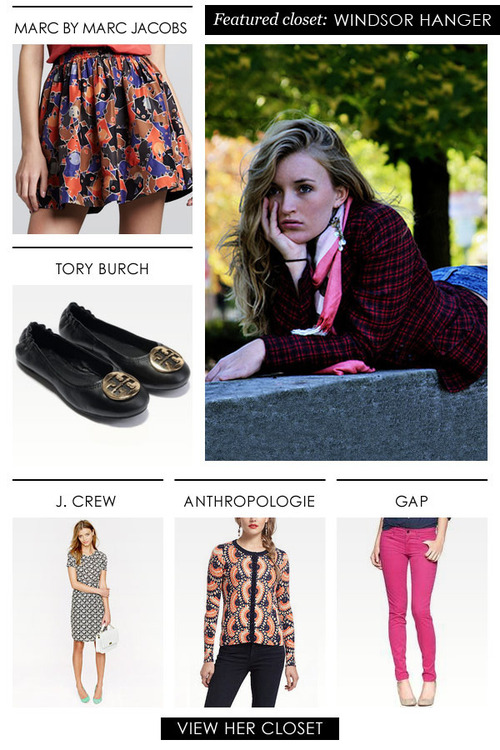 MARC BY MARC JACOBS
Featured closet: WINDSOR HANGER
TORY BURCH
J. CREW
ANTHROPOLOGIE
GAP
VIEW HER CLOSET